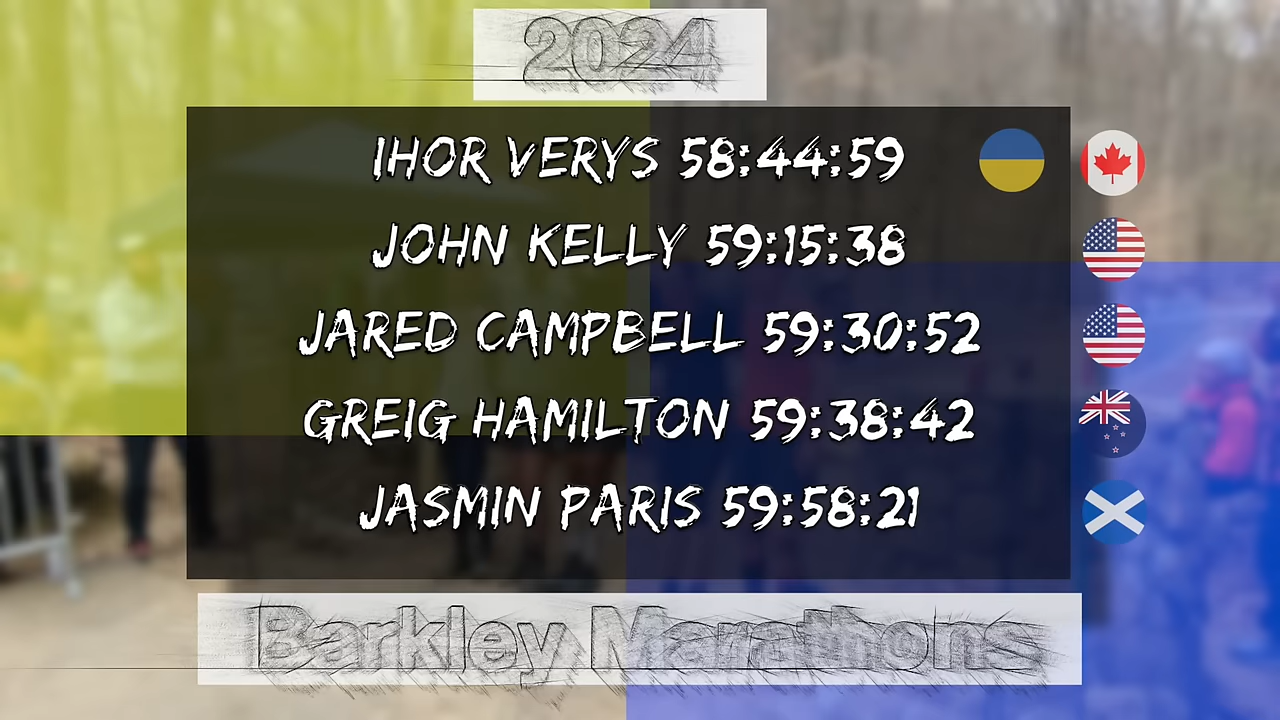 2024
IHOR VERYS 58:44:59
JOHN KELLY 59:15:38
JARED CAMPBELL 59:30:52
GREIG HAMILTON 59:38:42
JASMIN PARIS 59:58:21
Barkley Marathons